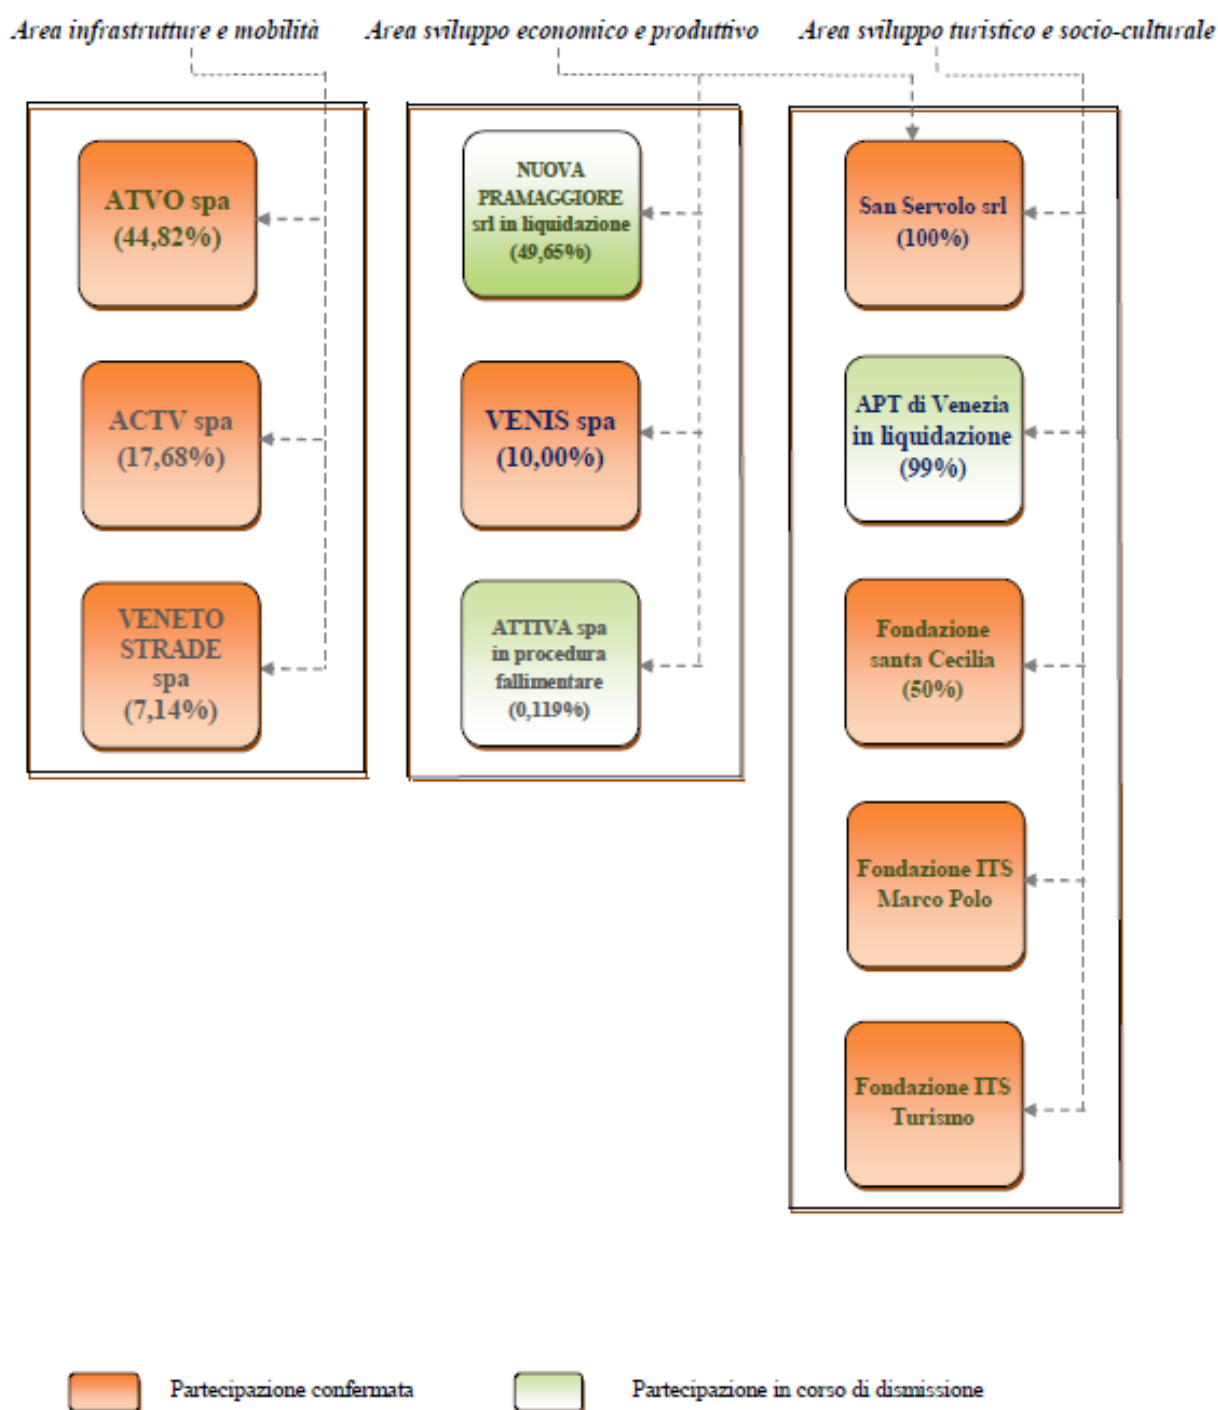 Area infrastrutture e mobilità
Area sviluppo economico e produttivo
Area sviluppo turistico e socio-culturale
ATVO spa
(44,82%)
ACTV spa
(17,68%)
VENETO
STRADE
spa
(7,14%)
NUOVA
PRAMAGGIORE
srl in liquidazione
(49,65%)
VENIS spa
(10,00%)
ATTIVA spa
in procedura
fallimentare
(0,119%)
San Servolo srl
(100%)
APT di Venezia
in liquidazione
(99%)
Fondazione
santa Cecilia
(50%)
Fondazione ITS
Marco Polo
Fondazione ITS
Turismo
Partecipazione confermata
Partecipazione in corso di dismissione